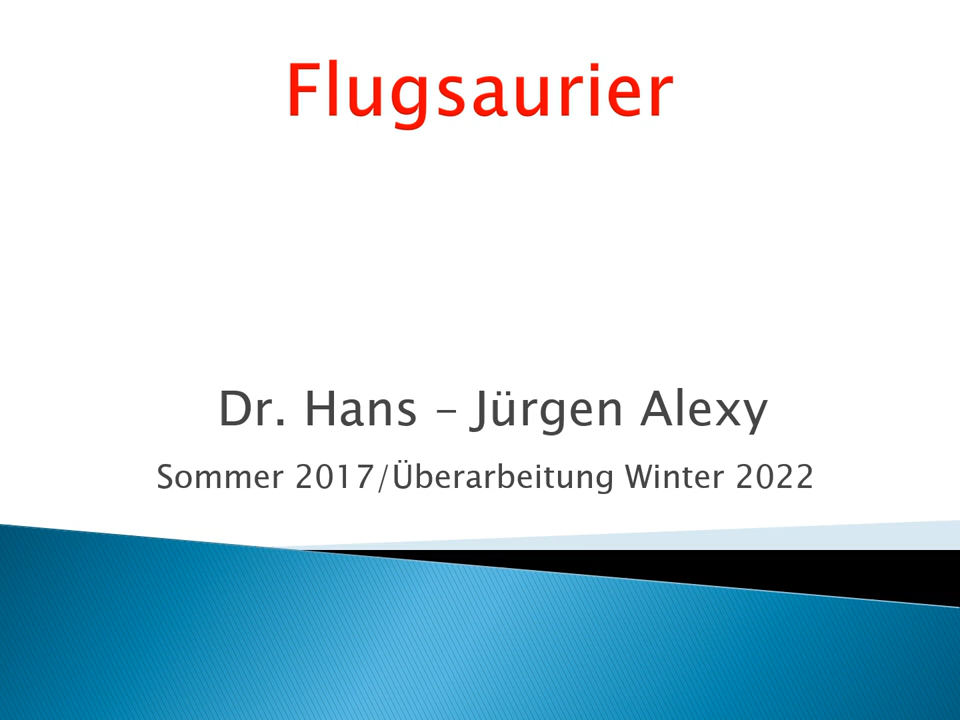 Flugsaurier
Dr. Hans – Jürgen Alexy
Sommer 2017/Überarbeitung Winter 2022